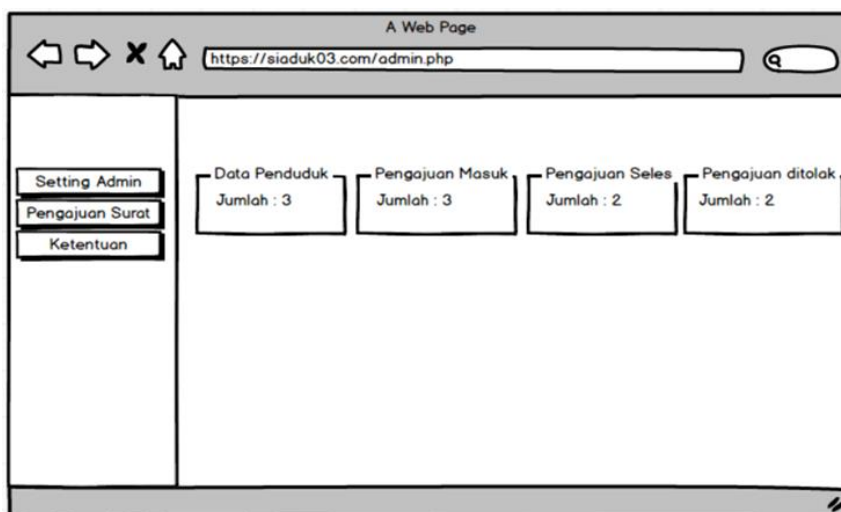 A Web Page
https://siaduk03.com/admin.php
Setting Admin
Pengajuan Surat
Ketentuan
Data Penduduk
Jumlah : 3
Pengajuan Masuk
Jumlah : 3
Pengajuan Seles
Jumlah : 2
Pengajuan ditolak
Jumlah : 2